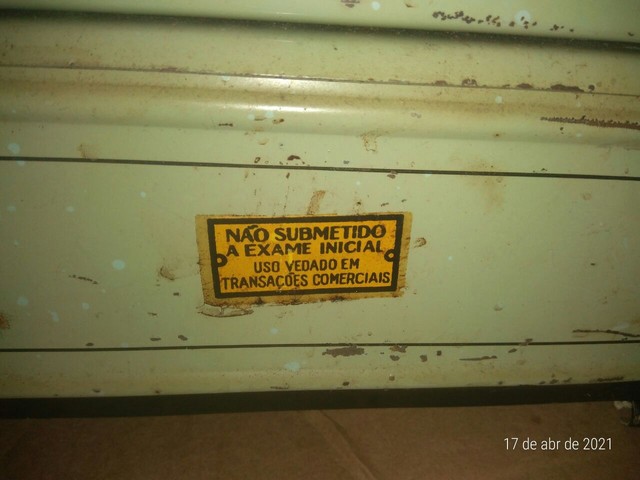 NÃO SUBMETIDO
A EXAME INICIAL
USO VEDADO EM
TRANSAÇÕES COMERCIAIS
17 de abr de 2021